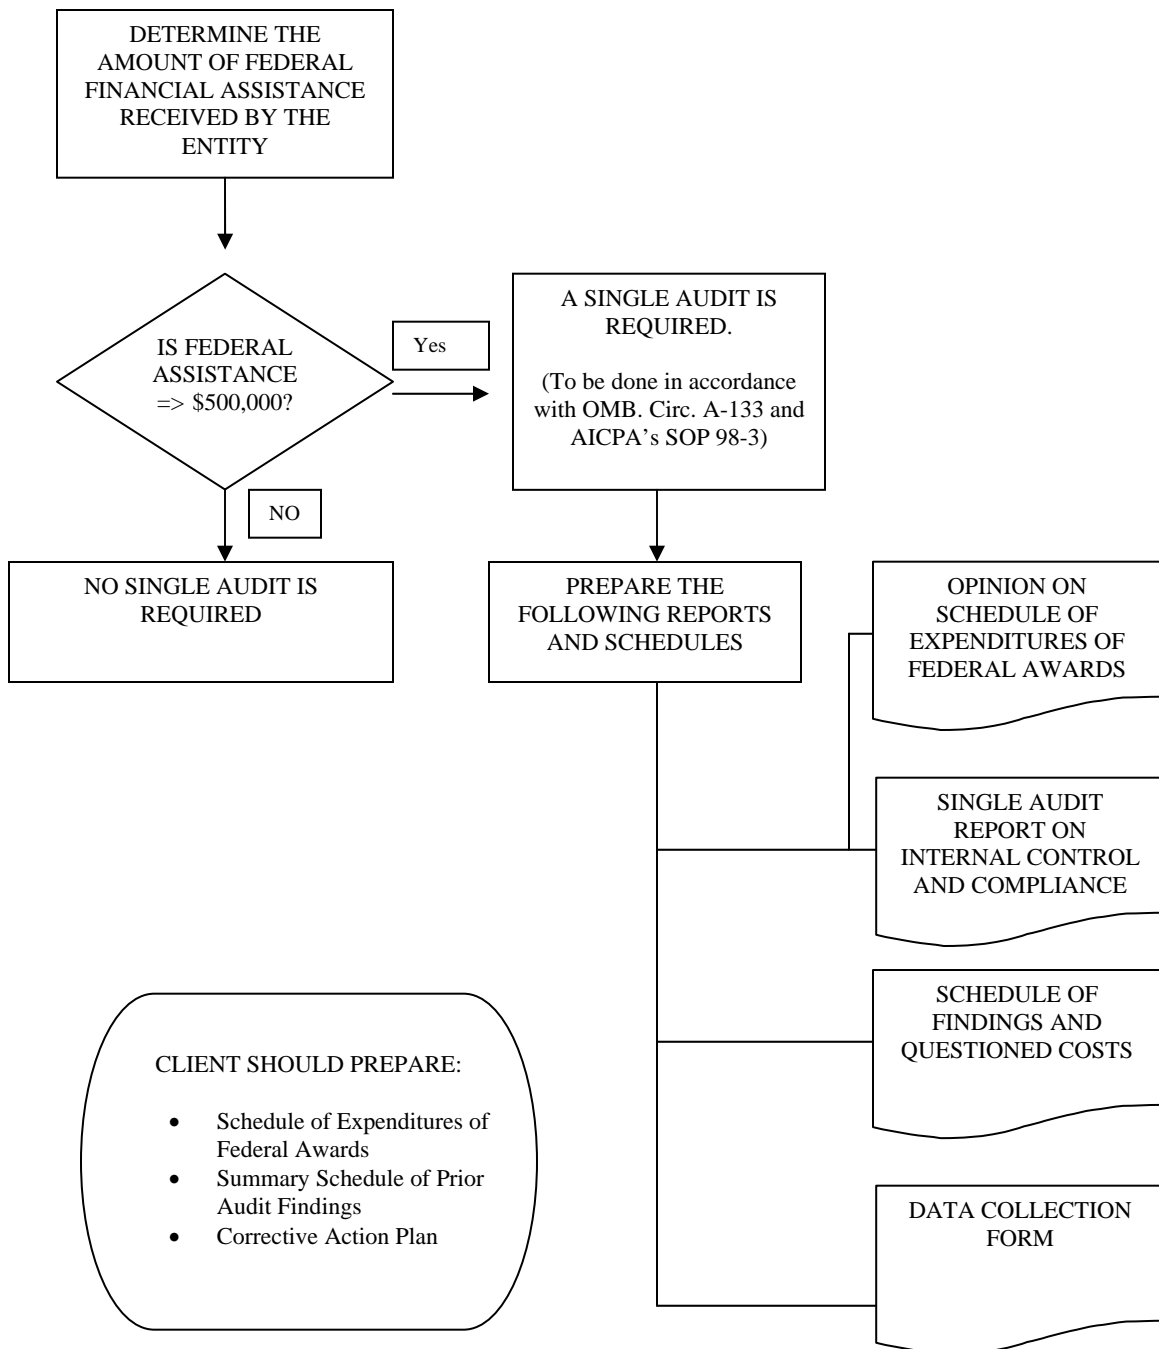 DETERMINE THE
AMOUNT OF FEDERAL
FINANCIAL ASSISTANCE
RECEIVED BY THE
ENTITY
IS FEDERAL
ASSISTANCE
=> $500,000?
Yes
A SINGLE AUDIT IS
REQUIRED.
(To be done in accordance
with OMB. Circ. A-133 and
AICPA’s SOP 98-3)
NO
NO SINGLE AUDIT IS
REQUIRED
PREPARE THE
FOLLOWING REPORTS
AND SCHEDULES
OPINION ON
SCHEDULE OF
EXPENDITURES OF
FEDERAL AWARDS
SINGLE AUDIT
REPORT ON
INTERNAL CONTROL
AND COMPLIANCE
SCHEDULE OF
FINDINGS AND
QUESTIONED COSTS
DATA COLLECTION
FORM
CLIENT SHOULD PREPARE:
• Schedule of Expenditures of
Federal Awards
• Summary Schedule of Prior
Audit Findings
• Corrective Action Plan